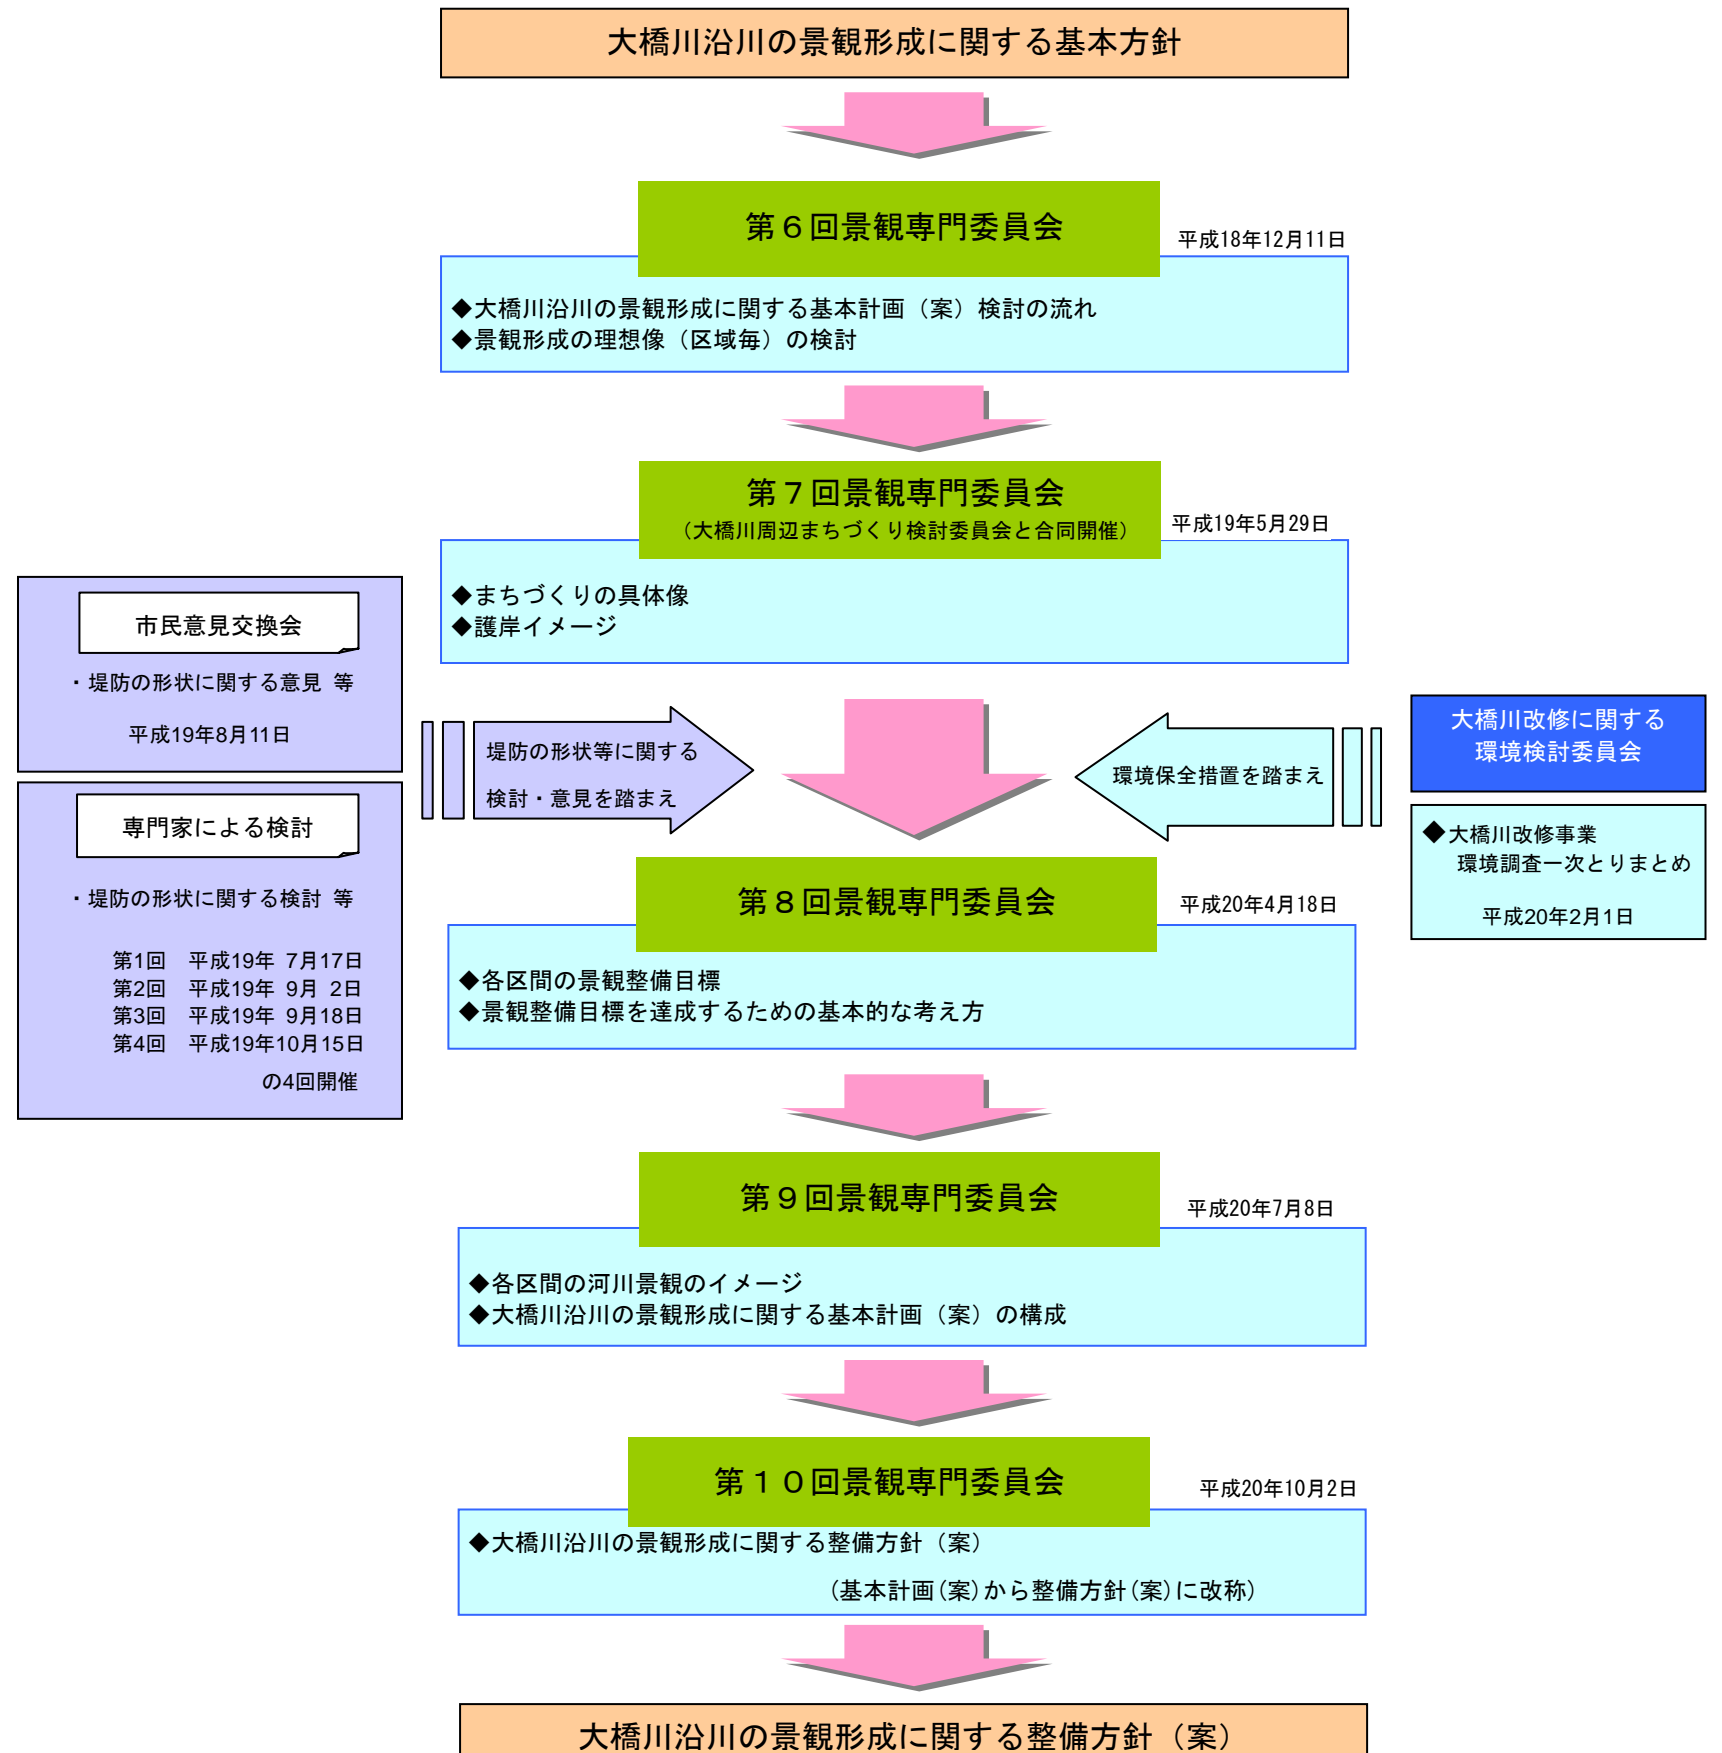 大橋川沿川の景観形成に関する基本方針
第６回景観専門委員会
平成18年12月11日
◆大橋川沿川の景観形成に関する基本計画（案）検討の流れ
◆景観形成の理想像（区域毎）の検討
第７回景観専門委員会
（大橋川周辺まちづくり検討委員会と合同開催）
平成19年5月29日
◆まちづくりの具体像
◆護岸イメージ
市民意見交換会
・堤防の形状に関する意見 等
平成19年8月11日
専門家による検討
・堤防の形状に関する検討 等
第1回　平成19年 7月17日
第2回　平成19年 9月 2日
第3回　平成19年 9月18日
第4回　平成19年10月15日
の4回開催
堤防の形状等に関する
検討・意見を踏まえ
環境保全措置を踏まえ
大橋川改修に関する
環境検討委員会
◆大橋川改修事業
環境調査一次とりまとめ
平成20年2月1日
第８回景観専門委員会
平成20年4月18日
◆各区間の景観整備目標
◆景観整備目標を達成するための基本的な考え方
第９回景観専門委員会
平成20年7月8日
◆各区間の河川景観のイメージ
◆大橋川沿川の景観形成に関する基本計画（案）の構成
第１０回景観専門委員会
平成20年10月2日
◆大橋川沿川の景観形成に関する整備方針（案）
(基本計画(案)から整備方針(案)に改称)
大橋川沿川の景観形成に関する整備方針（案）